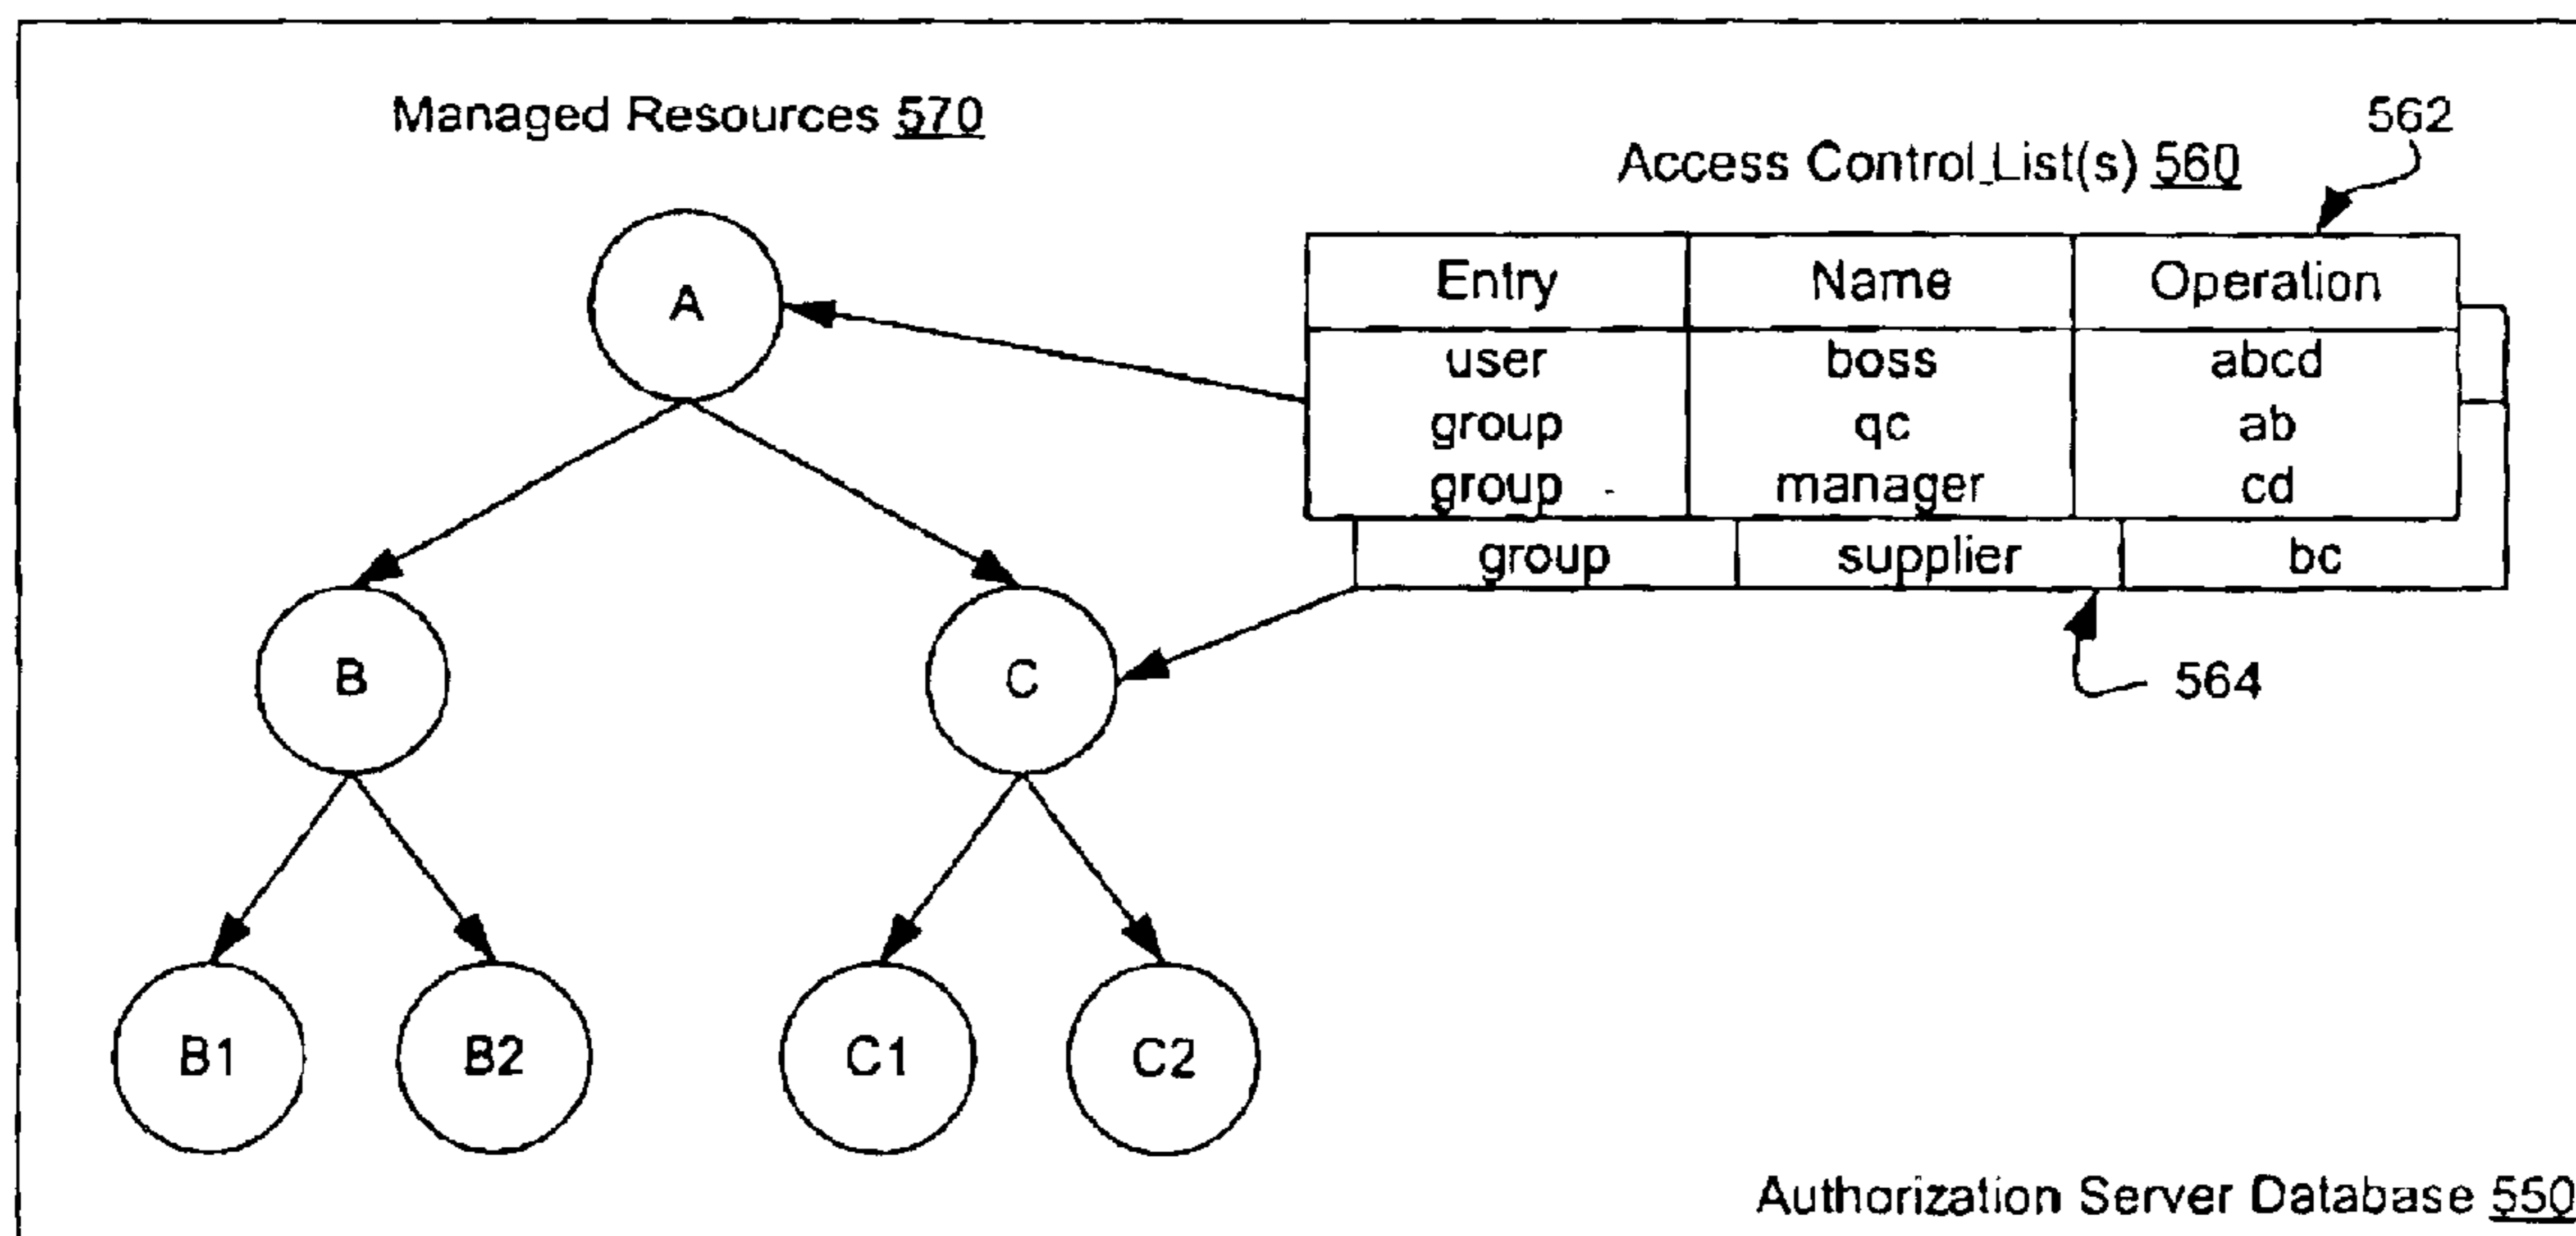 Managed Resources 570
562
Access Control List(s) 560
Entry Name Operation
user boss abcd
group qc ab
group manager cd
group supplier bc
564
A
B C
B1 B2 C1 C2
Authorization Server Database 550